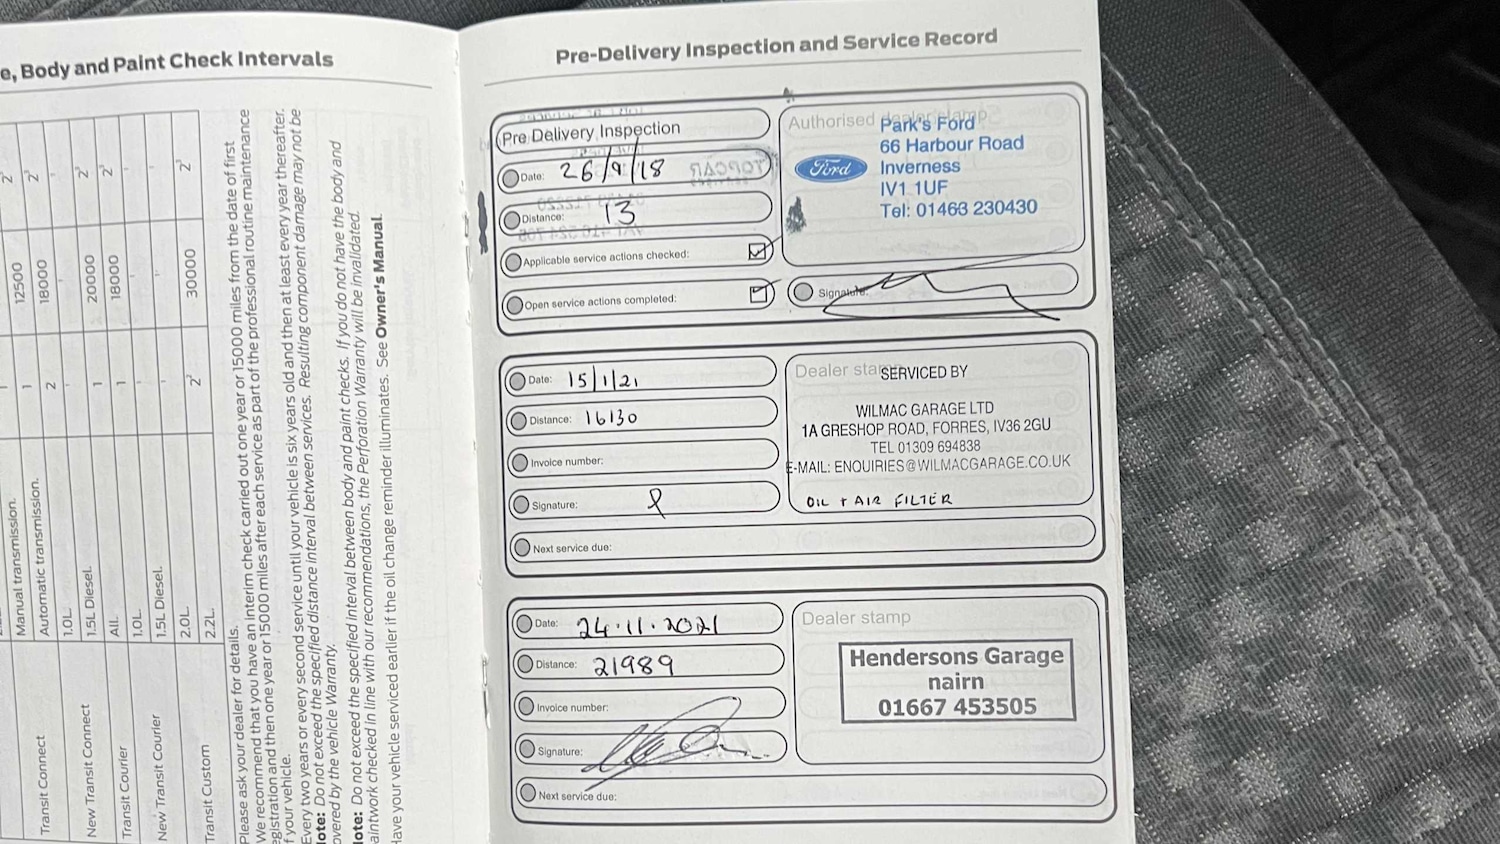 e, Body and Paint Check Intervals
2³
1
12500
2³
Manual transmission.
1
18000
2³
Automatic transmission.
2
1.0L.
1
20000
2³
1.5L Diesel.
1
18000
2³
All.
1.0L.
1.5L Diesel.
2³
30000
2³
2.0L.
2.2L.
Transit Connect
New Transit Connect
Transit Courier
New Transit Courier
Transit Custom
Please ask your dealer for details.
We recommend that you have an interim check carried out one year or 15000 miles from the date of first
egistration and then one year or 15000 miles after each service as part of the professional routine maintenance
f your vehicle.
Every two years or every second service until your vehicle is six years old and then at least every year thereafter.
ote: Do not exceed the specified distance interval between services. Resulting component damage may not be
overed by the vehicle Warranty.
lote: Do not exceed the specified interval between body and paint checks. If you do not have the body and
aintwork checked in line with our recommendations, the Perforation Warranty will be invalidated.
Have your vehicle serviced earlier if the oil change reminder illuminates. See Owner's Manual.
Pre-Delivery Inspection and Service Record
Pre Delivery Inspection
Date: 26/9/18
Distance: 13
Applicable service actions checked:
Open service actions completed:
Authorised
Park's Ford
66 Harbour Road
Ford
Inverness
IV1 1UF
Tel: 01463 230430
Signature:
Date: 15/1/21
Distance: 16130
Invoice number:
Signature:
Next service due:
Dealer stamp
SERVICED BY
WILMAC GARAGE LTD
1A GRESHOP ROAD, FORRES, IV36 2GU
TEL 01309 694838
E-MAIL: ENQUIRIES@WILMACGARAGE.CO.UK
OIL + AIR FILTER
Date: 24.11.2021
Distance: 21989
Invoice number:
Signature:
Next service due:
Dealer stamp
Hendersons Garage
nairn
01667 453505